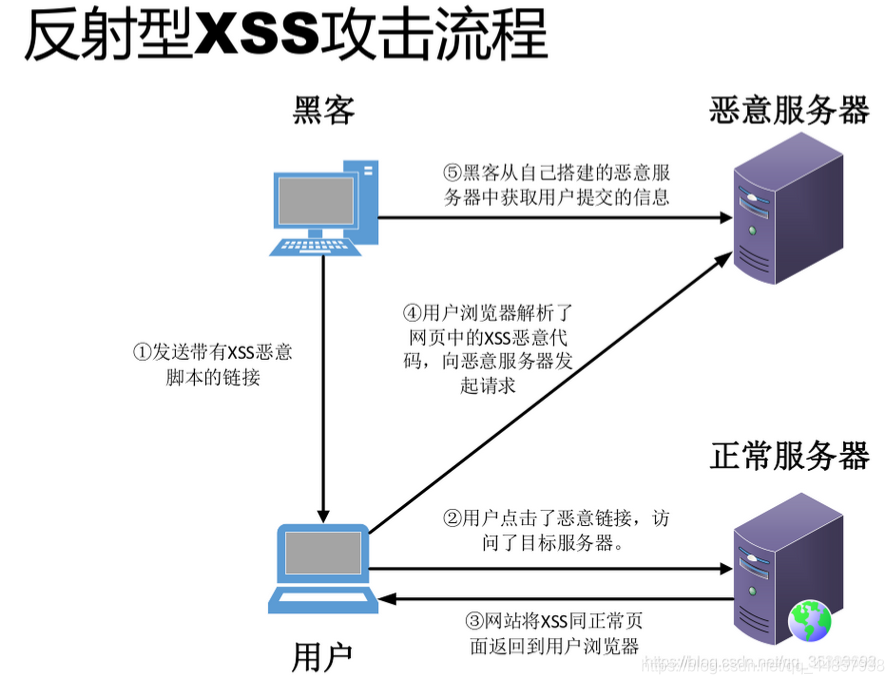 反射型XSS攻击流程
黑客
恶意服务器
⑤黑客从自己搭建的恶意服
务器中获取用户提交的信息
④用户浏览器解析了
网页中的XSS恶意代
码，向恶意服务器发
起请求
①发送带有XSS恶意
脚本的链接
正常服务器
②用户点击了恶意链接，访
问了目标服务器。
③网站将XSS同正常页
面返回到用户浏览器
用户